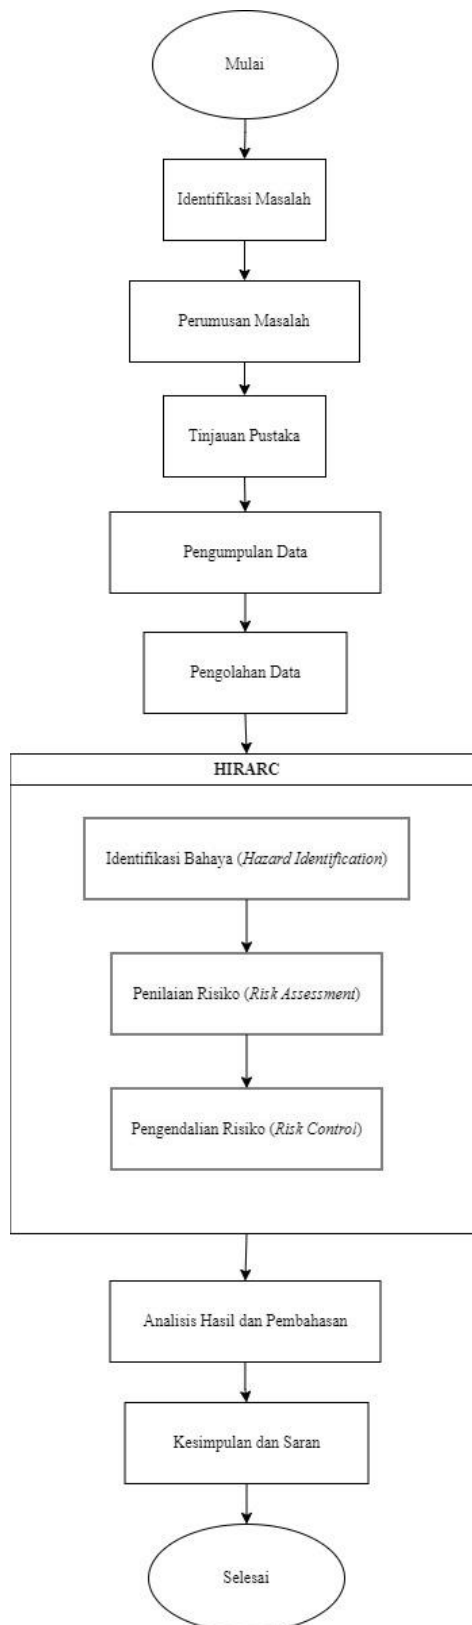 Mulai
Identifikasi Masalah
Perumusan Masalah
Tinjauan Pustaka
Pengumpulan Data
Pengolahan Data
HIRARC
Identifikasi Bahaya (Hazard Identification)
Penilaian Risiko (Risk Assessment)
Pengendalian Risiko (Risk Control)
Analisis Hasil dan Pembahasan
Kesimpulan dan Saran
Selesai